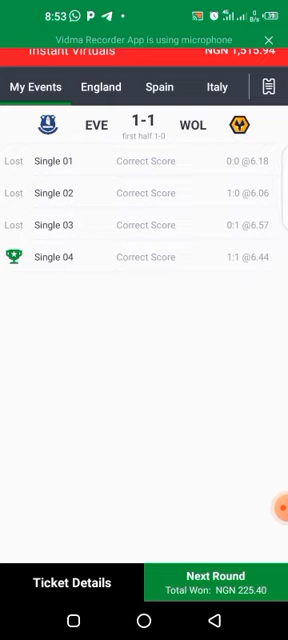 8:53
Vidma Recorder App is using microphone
Instant Virtuals NGN 1,515.94
My Events England Spain Italy
EVE 1-1 WOL
first half 1-0
Lost Single 01 Correct Score 0:0 @6.18
Lost Single 02 Correct Score 1:0 @6.06
Lost Single 03 Correct Score 0:1 @6.57
Single 04 Correct Score 1:1 @6.44
Ticket Details
Next Round
Total Won: NGN 225.40